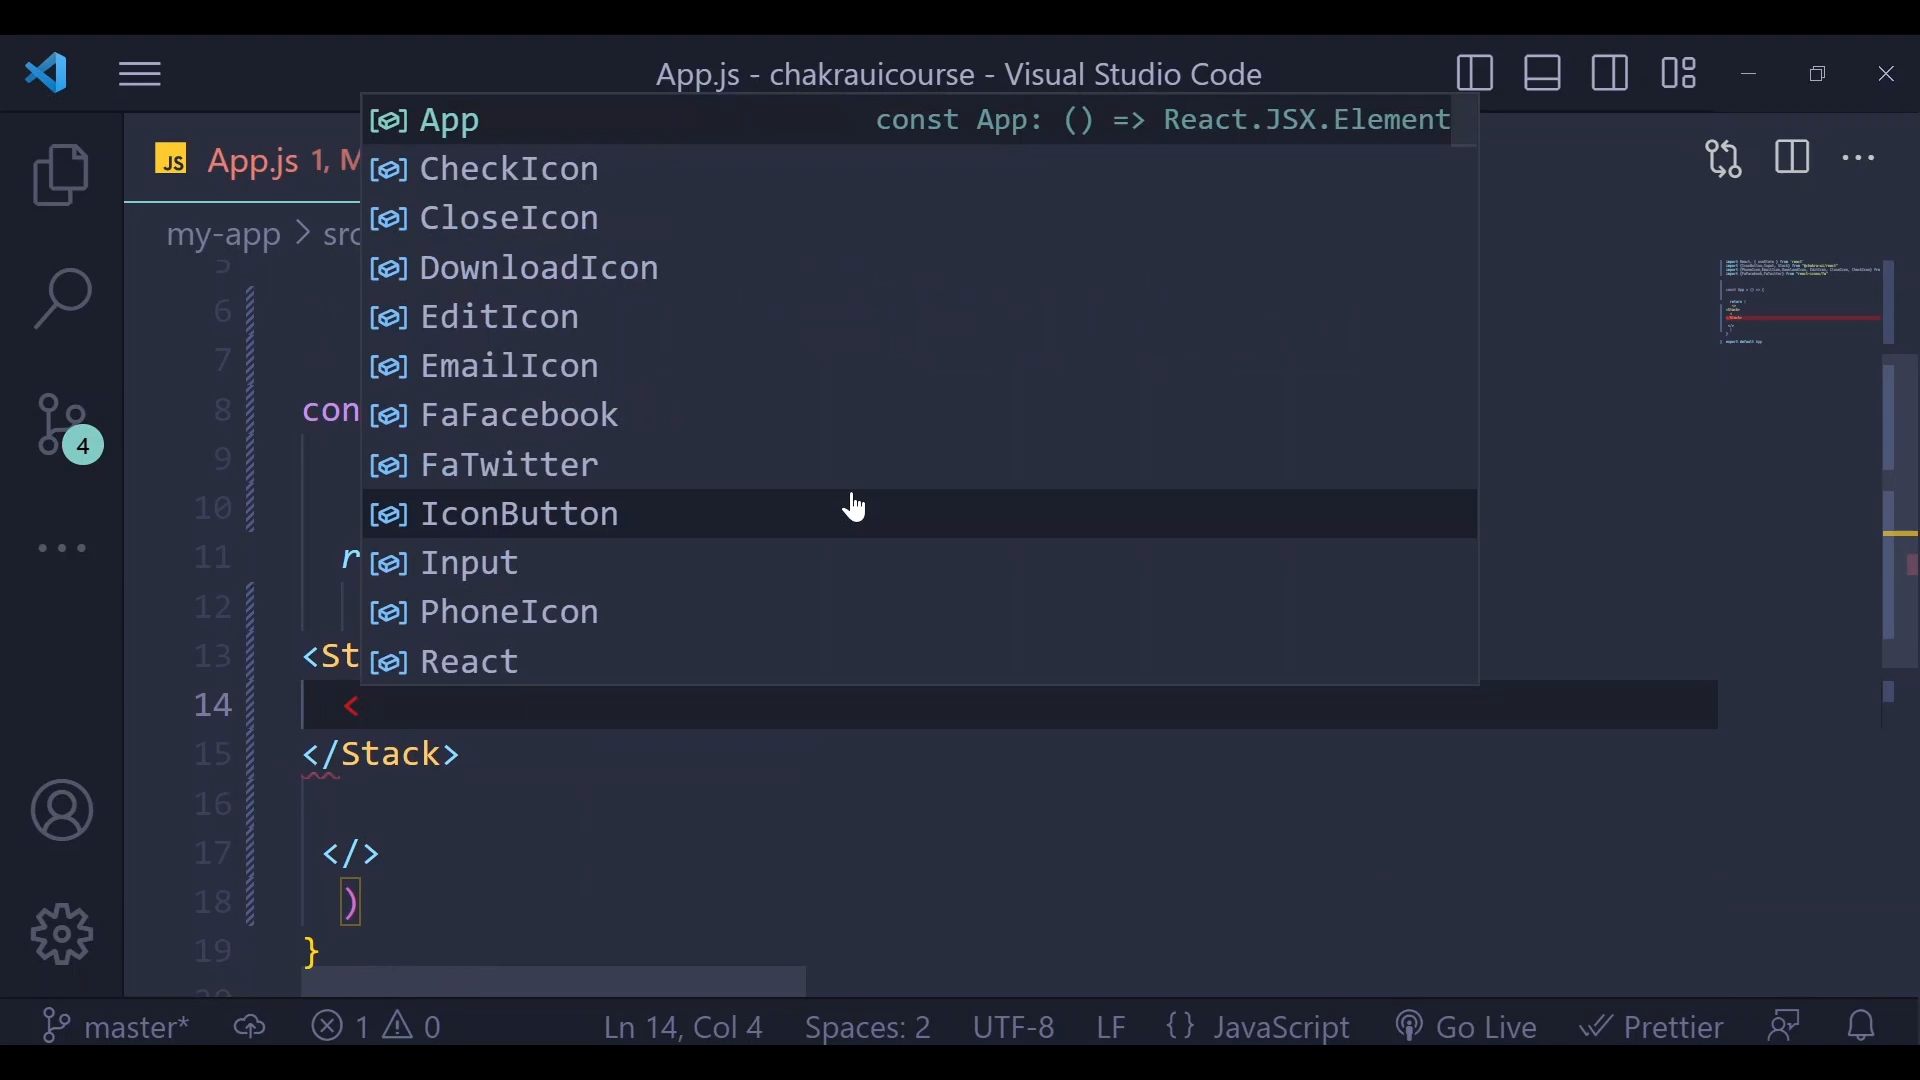 App.js - chakrauicourse - Visual Studio Code
JS App.js 1, M
my-app > src
App const App: () => React.JSX.Element
CheckIcon
CloseIcon
DownloadIcon
EditIcon
EmailIcon
FaFacebook
FaTwitter
IconButton
Input
PhoneIcon
React
5
6
7
8 con
9
10
11 r
12
13 <St
14 <
15 </Stack>
16
17 </>
18 )
19 }
4
master* 1 0 Ln 14, Col 4 Spaces: 2 UTF-8 LF {} JavaScript Go Live Prettier